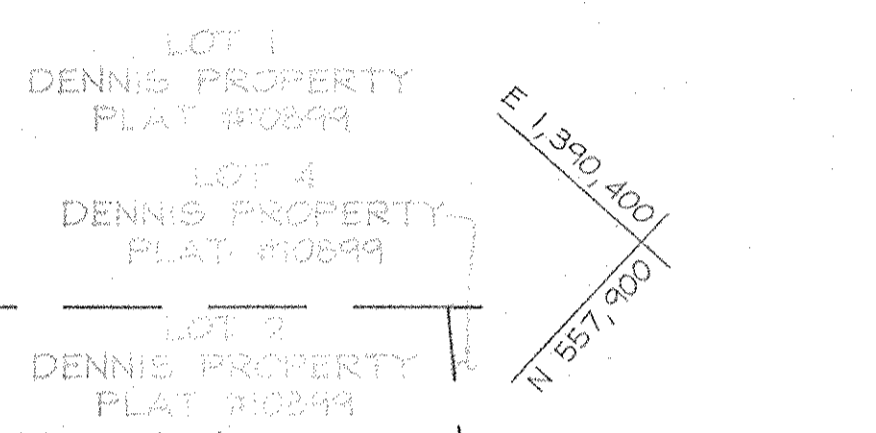 LOT 1
DENNIS PROPERTY
PLAT #10899
LOT 4
DENNIS PROPERTY
PLAT #10899
LOT 2
DENNIS PROPERTY
PLAT #10899
E 1,390,400
N 557,900